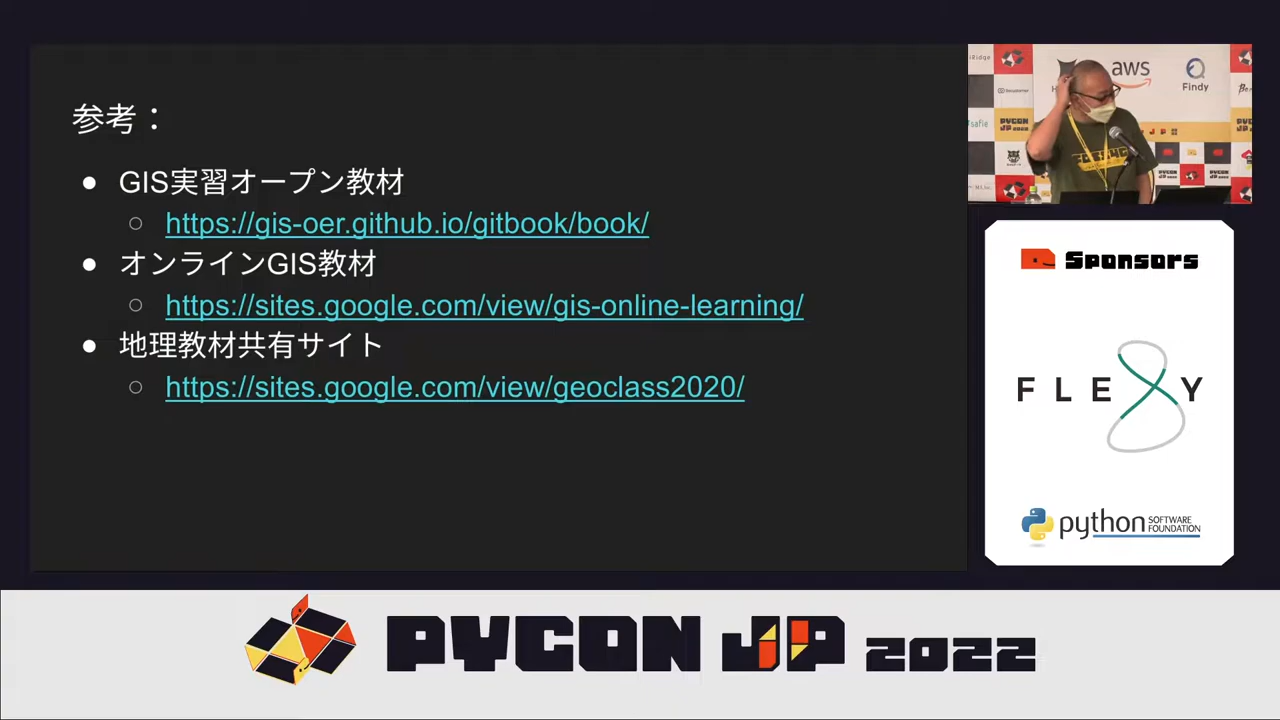 参考：
● GIS実習オープン教材
○ https://gis-oer.github.io/gitbook/book/
● オンラインGIS教材
○ https://sites.google.com/view/gis-online-learning/
● 地理教材共有サイト
○ https://sites.google.com/view/geoclass2020/
aws
Findy
PYCON JP 2022
Sponsors
FLEXY
python SOFTWARE FOUNDATION
PYCON JP 2022